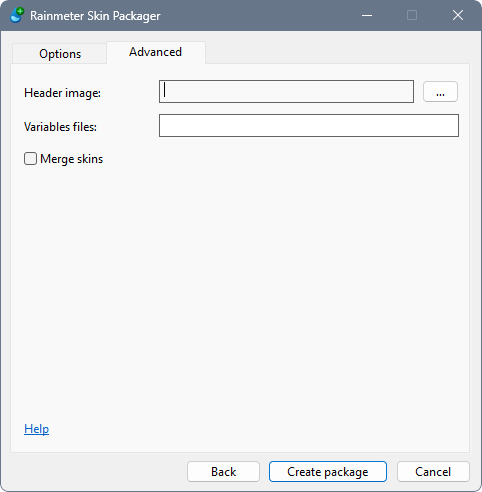 Rainmeter Skin Packager
Options
Advanced
Header image:
...
Variables files:
Merge skins
Help
Back
Create package
Cancel